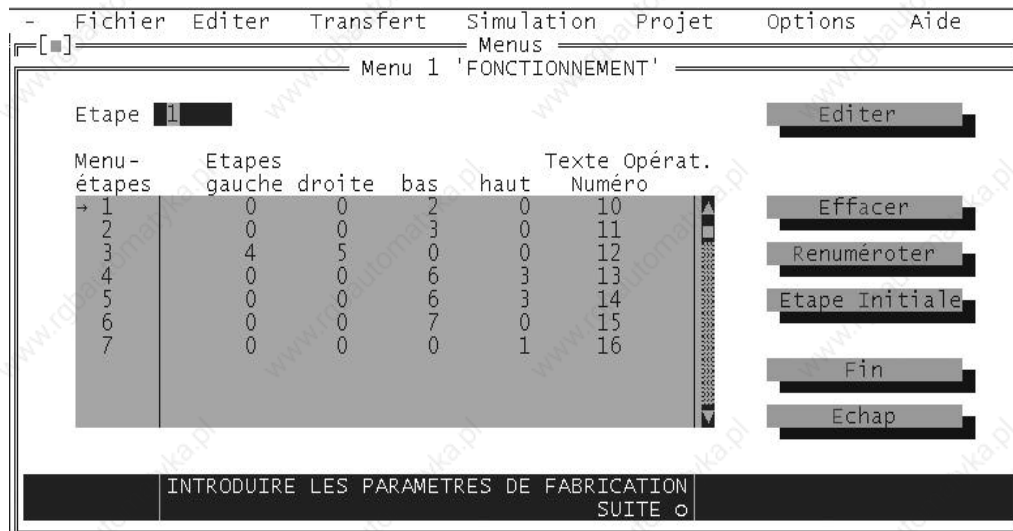 - Fichier Editer Transfert Simulation Projet Options Aide
Menus
Menu 1 'FONCTIONNEMENT'
Etape 1
Editer
Menu- Etapes Texte Opérat.
étapes gauche droite bas haut Numéro
→ 1 0 0 2 0 10
2 0 0 3 0 11
3 4 5 0 0 12
4 0 0 6 3 13
5 0 0 6 3 14
6 0 0 7 0 15
7 0 0 0 1 16
Effacer
Renuméroter
Etape Initiale
Fin
Echap
INTRODUIRE LES PARAMETRES DE FABRICATION
SUITE o
www.rgbautomatyka.pl